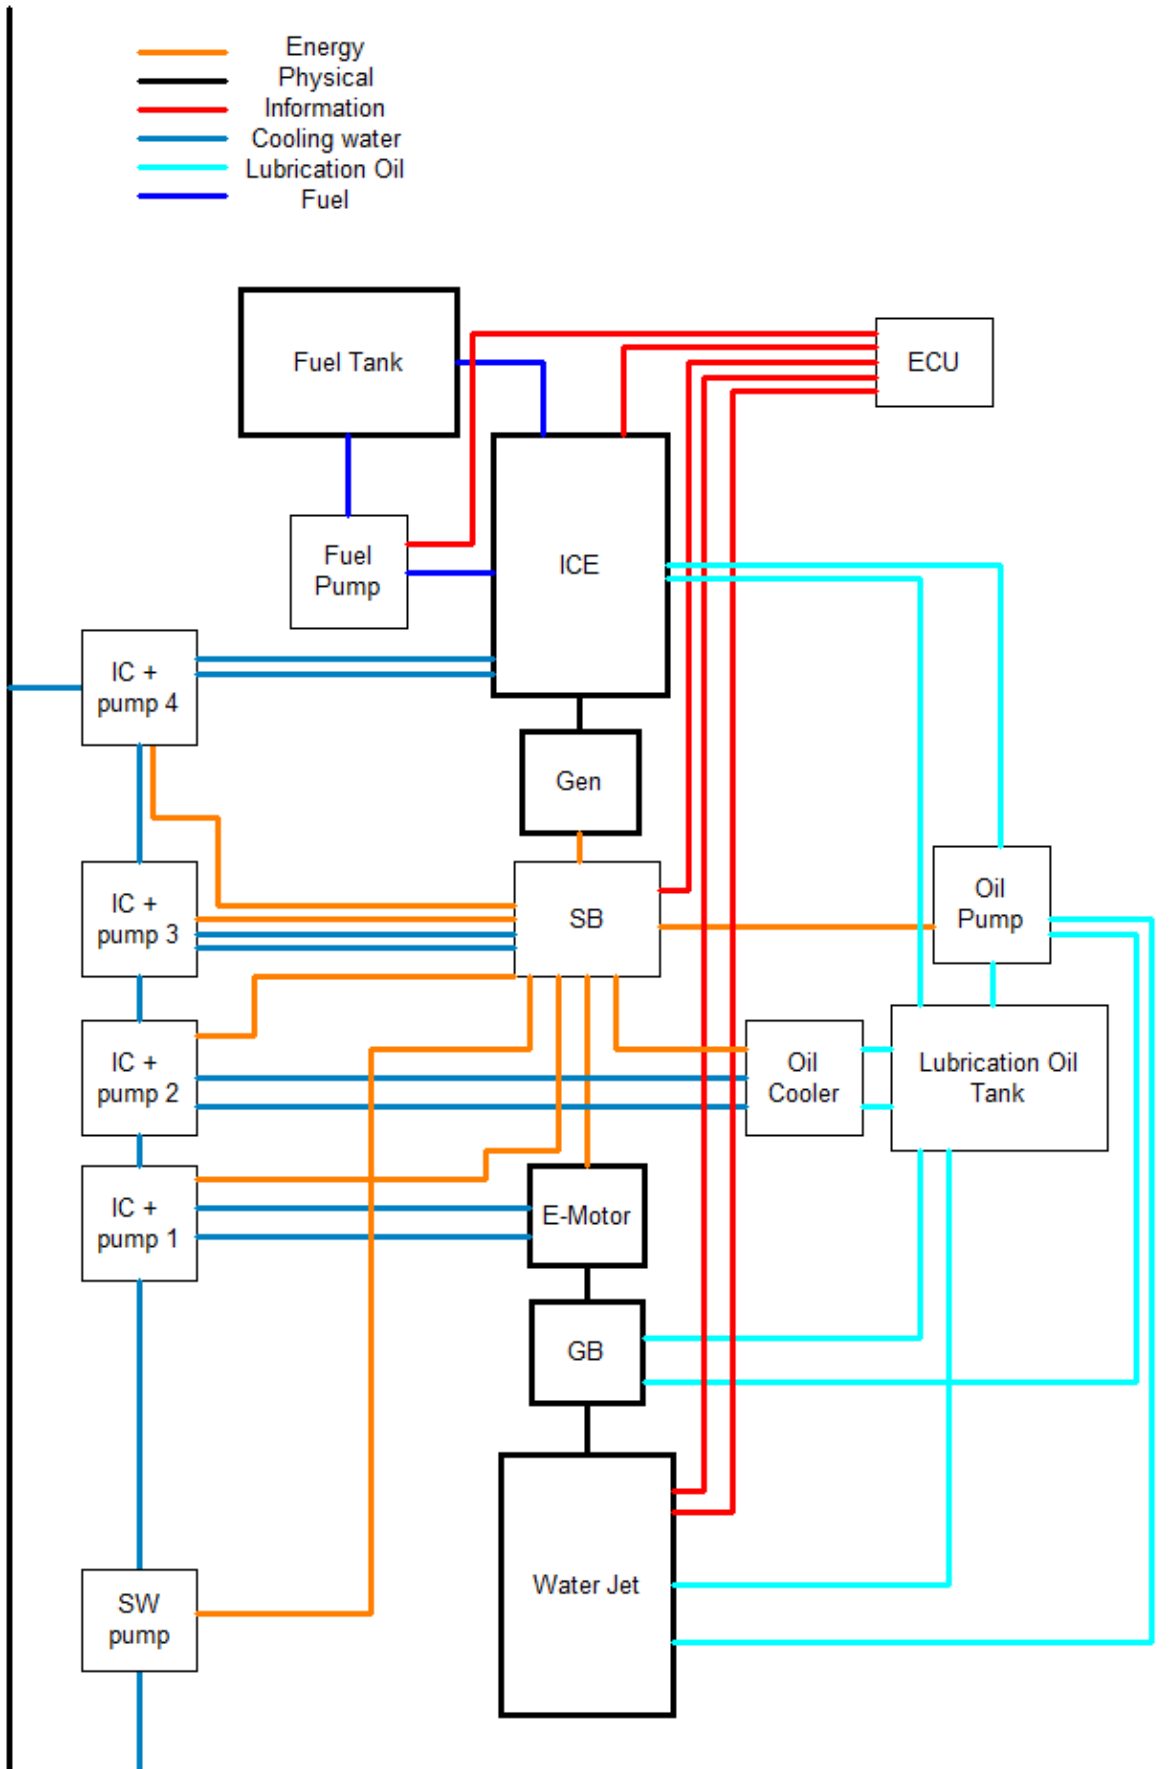 Energy
Physical
Information
Cooling water
Lubrication Oil
Fuel
Fuel Tank
ECU
Fuel
Pump
ICE
IC +
pump 4
Gen
IC +
pump 3
SB
Oil
Pump
IC +
pump 2
Oil
Cooler
Lubrication Oil
Tank
IC +
pump 1
E-Motor
GB
Water Jet
SW
pump